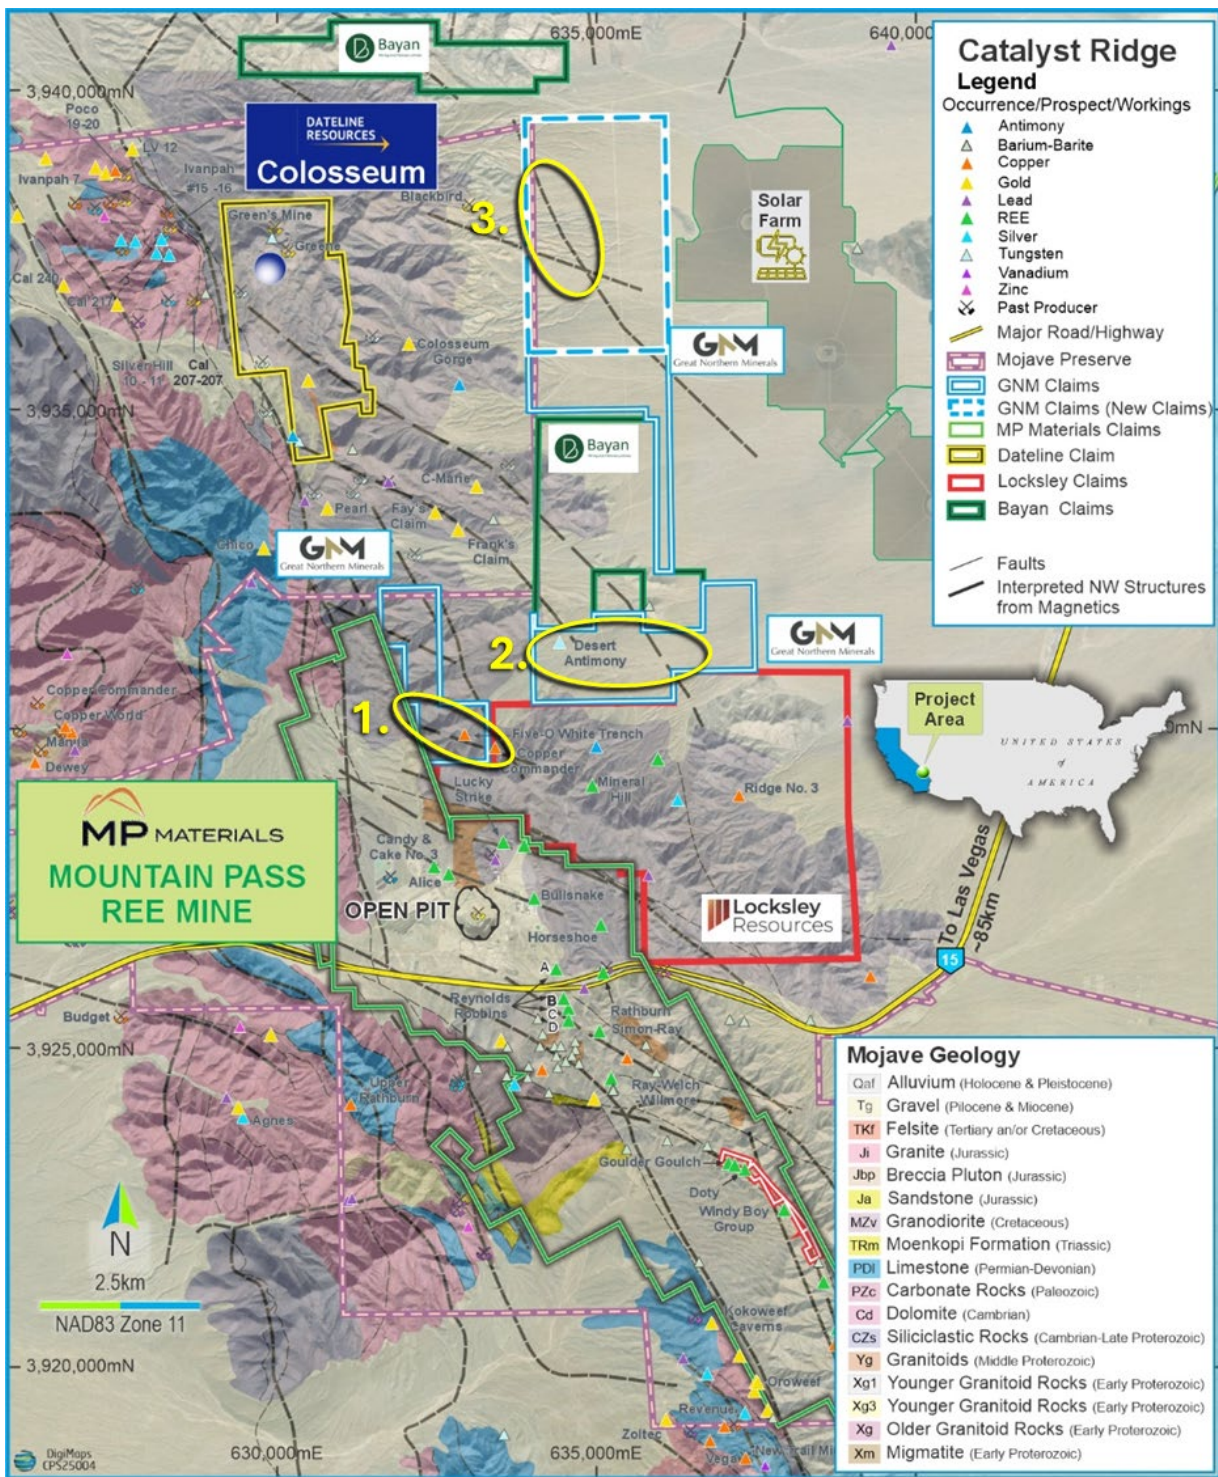 635,000mE
640,000
3,940,000mN
Bayan
Poco
19-20
LV 12
Ivanpah 7
Ivanpah
#15 -16
DATELINE
RESOURCES
Colosseum
Blackbird
3.
Green's Mine
Greene
Solar
Farm
Cal 240
Cal 217
Silver Hill
10 - 11
Cal
207-207
Colosseum
Gorge
GNM
Great Northern Minerals
3,935,000mN
Bayan
C-Mane
Pearl
Fay's
Claim
Frank's
Claim
Chico
GNM
Great Northern Minerals
2.
Desert
Antimony
GNM
Great Northern Minerals
Copper Commander
Copper World
Dewey
1.
Five-O White Trench
Copper
Commander
Lucky
Strike
Mineral
Hill
Ridge No. 3
MP MATERIALS
MOUNTAIN PASS
REE MINE
Candy &
Cake No. 3
Alice
OPEN PIT
Bullsnake
Horseshoe
Locksley
Resources
To Las Vegas
~85km
15
A
B
C
D
Reynolds
Robbins
Rathburn
Simon-Ray
Budget
3,925,000mN
Upper
Rathburn
Agnes
Ray-Welch
Willmore
Goulder Goulch
Doty
Windy Boy
Group
N
2.5km
NAD83 Zone 11
Kokoweef
Caverns
3,920,000mN
Oroweef
Revenue
Zoltec
Vega
New Trail Mi
DigiMaps
CPS25004
630,000mE
635,000mE
Catalyst Ridge
Legend
Occurrence/Prospect/Workings
Antimony
Barium-Barite
Copper
Gold
Lead
REE
Silver
Tungsten
Vanadium
Zinc
Past Producer
Major Road/Highway
Mojave Preserve
GNM Claims
GNM Claims (New Claims)
MP Materials Claims
Dateline Claim
Locksley Claims
Bayan Claims
Faults
Interpreted NW Structures
from Magnetics
Project
Area
UNITED STATES
of
AMERICA
0mN
Mojave Geology
Qaf Alluvium (Holocene & Pleistocene)
Tg Gravel (Pilocene & Miocene)
TKf Felsite (Tertiary an/or Cretaceous)
Ji Granite (Jurassic)
Jbp Breccia Pluton (Jurassic)
Ja Sandstone (Jurassic)
MZv Granodiorite (Cretaceous)
TRm Moenkopi Formation (Triassic)
PDl Limestone (Permian-Devonian)
PZc Carbonate Rocks (Paleozoic)
Cd Dolomite (Cambrian)
CZs Siliciclastic Rocks (Cambrian-Late Proterozoic)
Yg Granitoids (Middle Proterozoic)
Xg1 Younger Granitoid Rocks (Early Proterozoic)
Xg3 Younger Granitoid Rocks (Early Proterozoic)
Xg Older Granitoid Rocks (Early Proterozoic)
Xm Migmatite (Early Proterozoic)